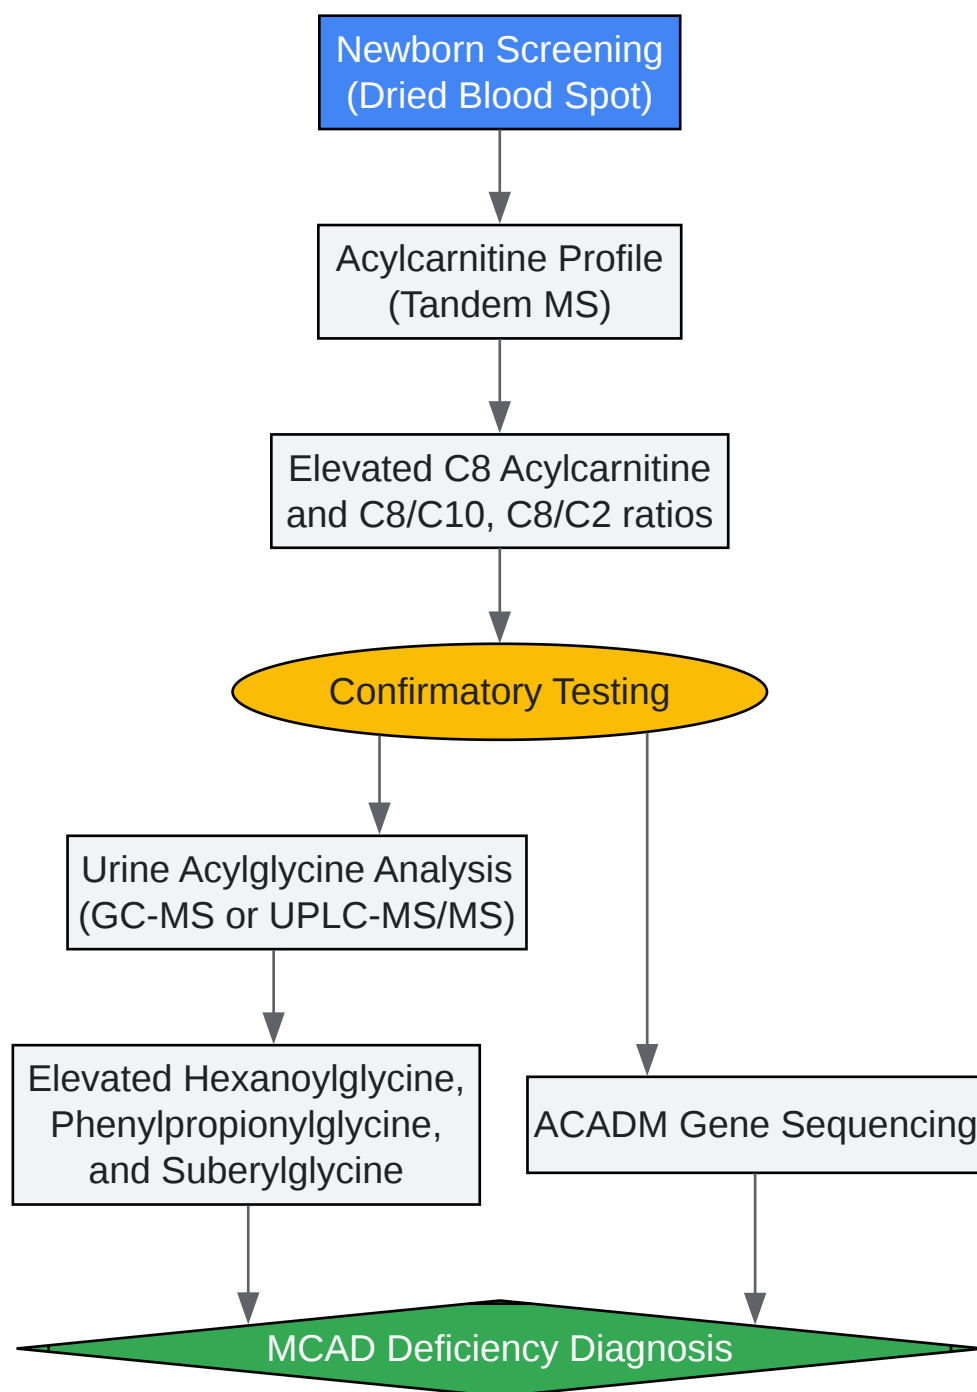 Newborn Screening
(Dried Blood Spot)
Acylcarnitine Profile
(Tandem MS)
Elevated C8 Acylcarnitine
and C8/C10, C8/C2 ratios
Confirmatory Testing
Urine Acylglycine Analysis
(GC-MS or UPLC-MS/MS)
Elevated Hexanoylglycine,
Phenylpropionylglycine,
and Suberylglycine
ACADM Gene Sequencing
MCAD Deficiency Diagnosis